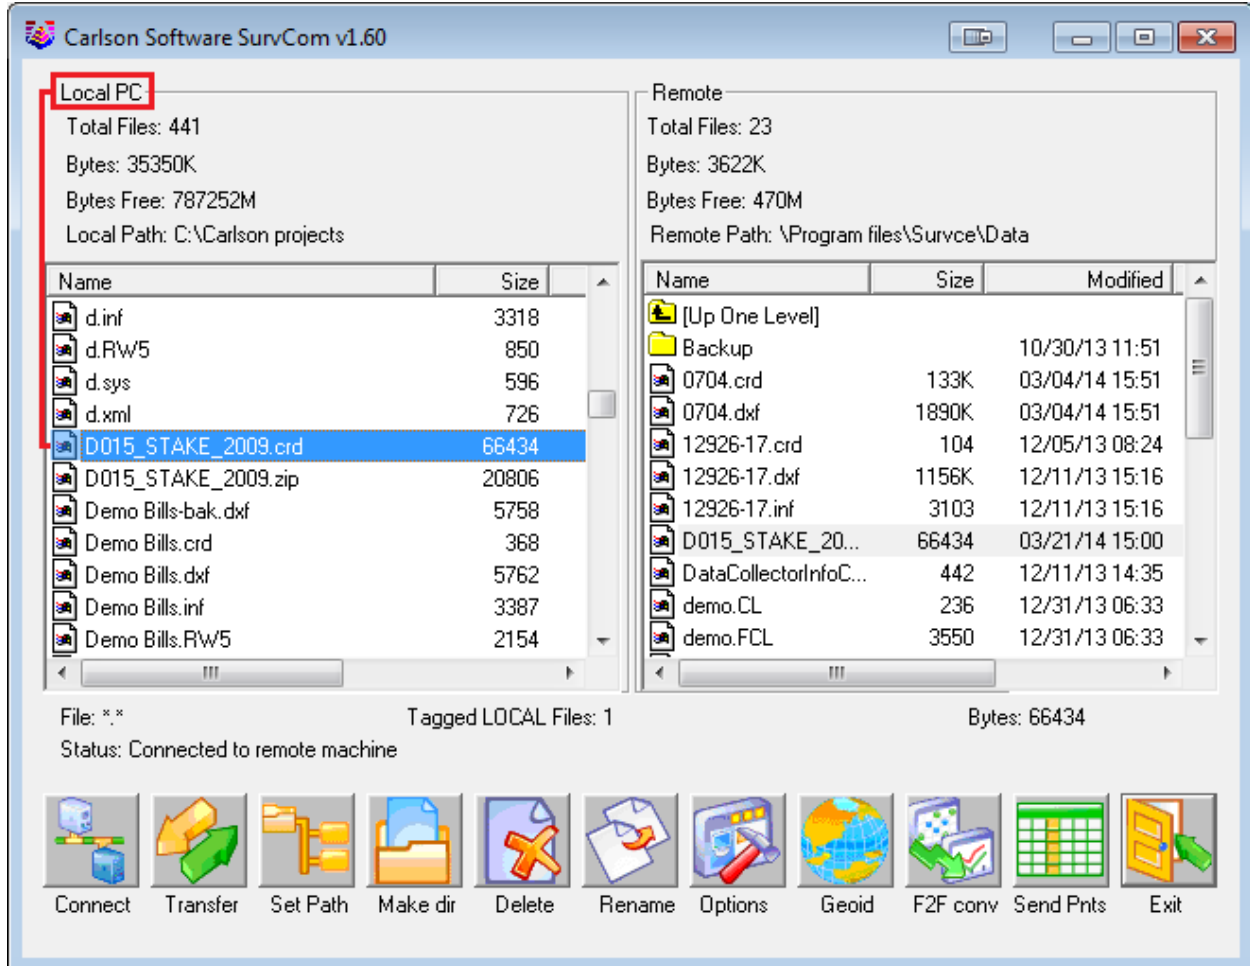 Carlson Software SurvCom v1.60
Local PC
Total Files: 441
Bytes: 35350K
Bytes Free: 787252M
Local Path: C:\Carlson projects
Name Size
d.inf 3318
d.RW5 850
d.sys 596
d.xml 726
D015_STAKE_2009.crd 66434
D015_STAKE_2009.zip 20806
Demo Bills-bak.dxf 5758
Demo Bills.crd 368
Demo Bills.dxf 5762
Demo Bills.inf 3387
Demo Bills.RW5 2154
Remote
Total Files: 23
Bytes: 3622K
Bytes Free: 470M
Remote Path: \Program files\Survce\Data
Name Size Modified
[Up One Level]
Backup 10/30/13 11:51
0704.crd 133K 03/04/14 15:51
0704.dxf 1890K 03/04/14 15:51
12926-17.crd 104 12/05/13 08:24
12926-17.dxf 1156K 12/11/13 15:16
12926-17.inf 3103 12/11/13 15:16
D015_STAKE_20... 66434 03/21/14 15:00
DataCollectorInfoC... 442 12/11/13 14:35
demo.CL 236 12/31/13 06:33
demo.FCL 3550 12/31/13 06:33
File: *.* Tagged LOCAL Files: 1 Bytes: 66434
Status: Connected to remote machine
Connect Transfer Set Path Make dir Delete Rename Options Geoid F2F conv Send Pnts Exit